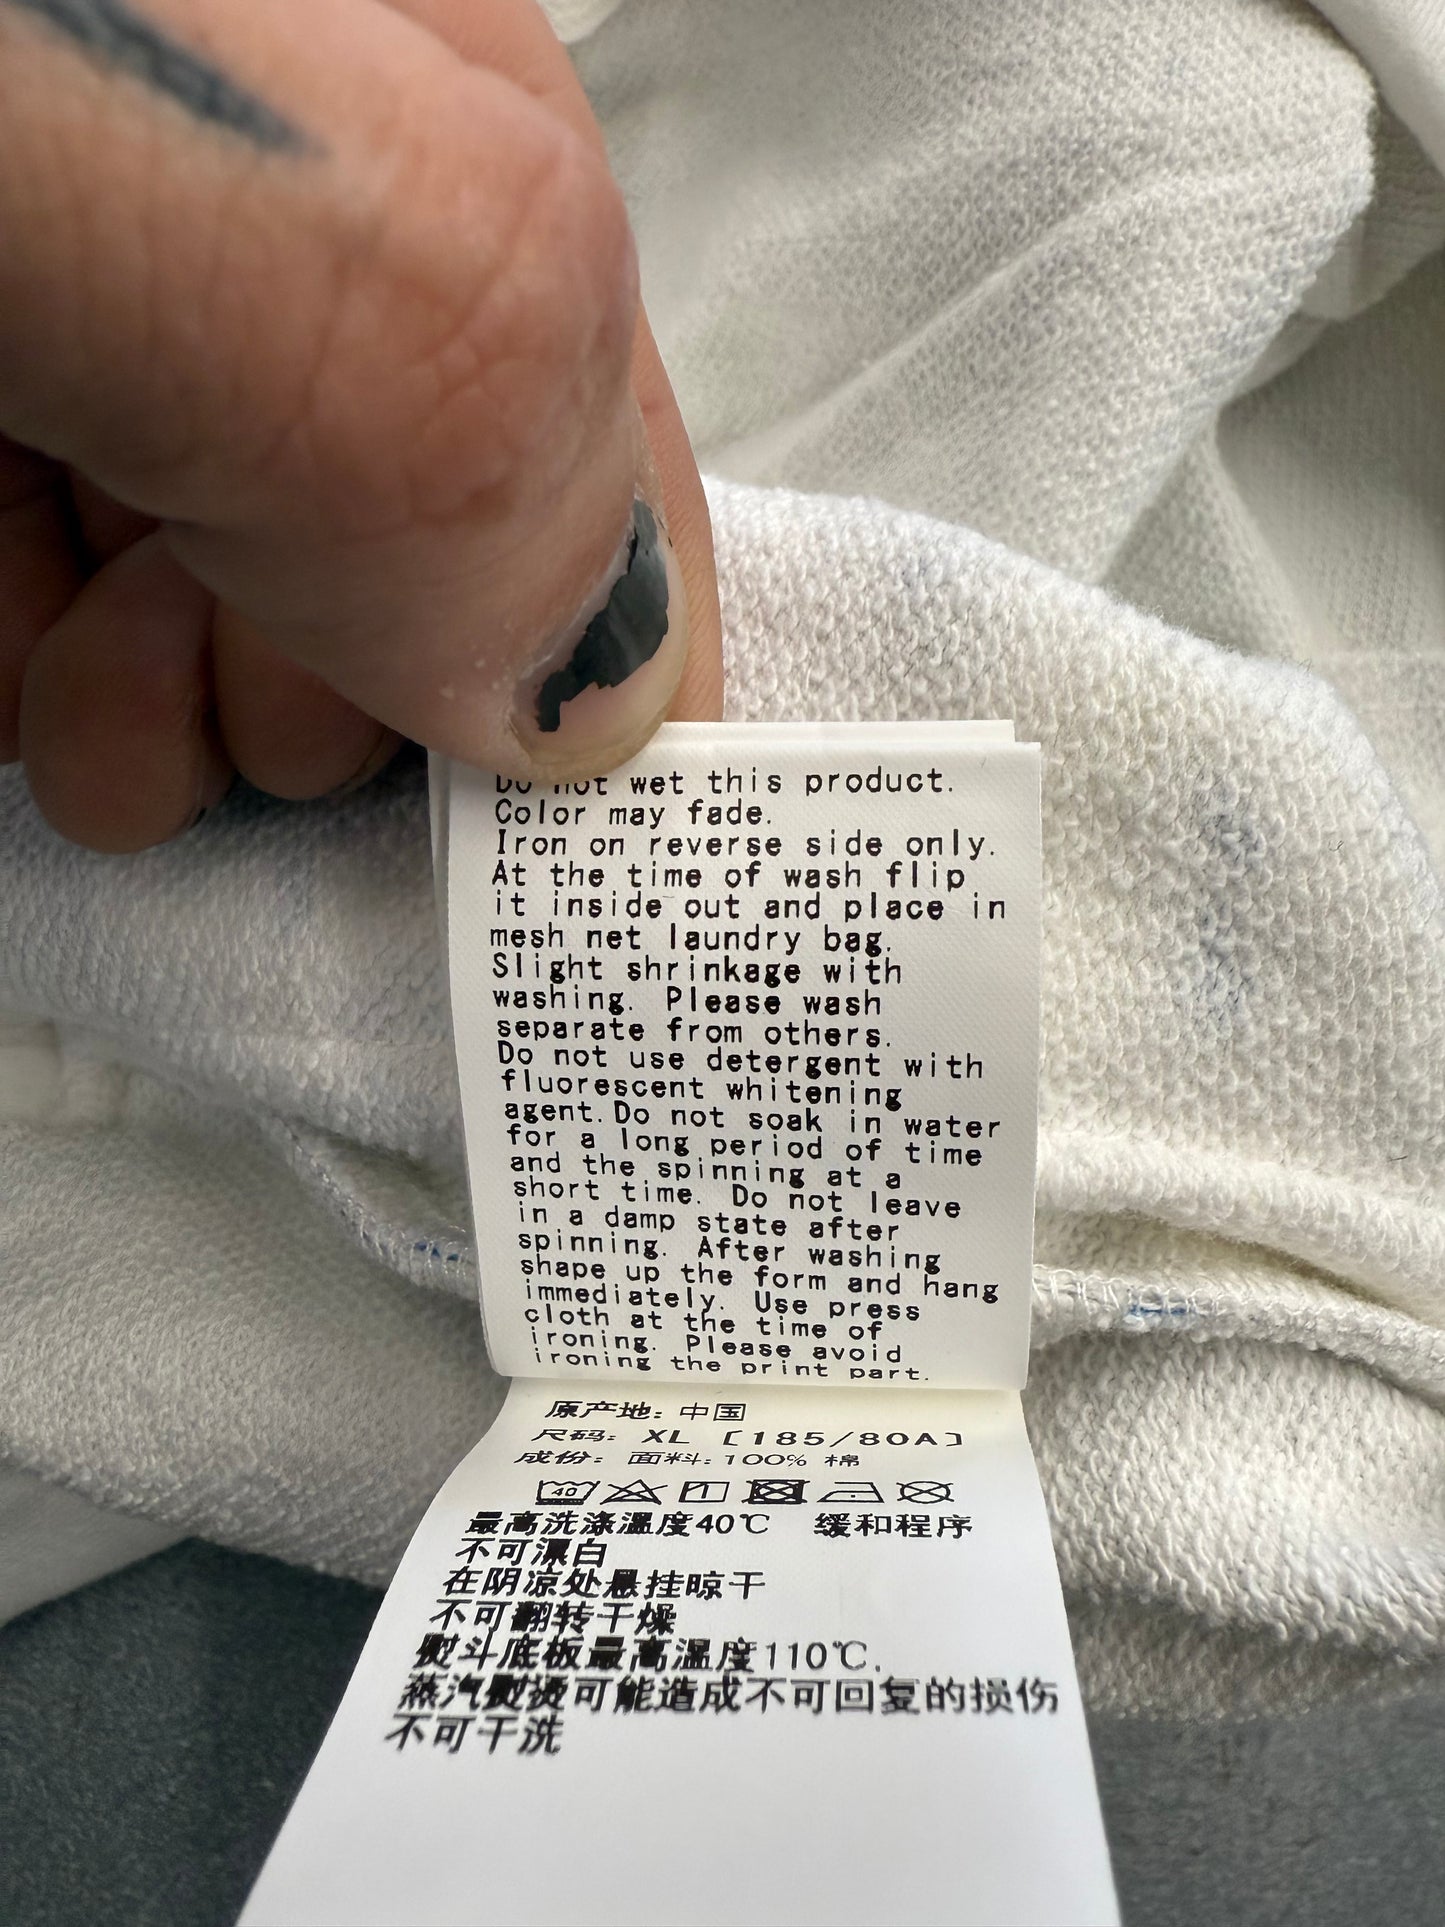 Do not wet this product.
Color may fade.
Iron on reverse side only.
At the time of wash flip
it inside out and place in
mesh net laundry bag.
Slight shrinkage with
washing. Please wash
separate from others.
Do not use detergent with
fluorescent whitening
agent. Do not soak in water
for a long period of time
and the spinning at a
short time. Do not leave
in a damp state after
spinning. After washing
shape up the form and hang
immediately. Use press
cloth at the time of
ironing. Please avoid
ironing the print part.
原产地: 中国
尺码: XL [185/80A]
成份: 面料: 100% 棉
40
最高洗涤温度40℃ 缓和程序
不可漂白
在阴凉处悬挂晾干
不可翻转干燥
熨斗底板最高温度110℃.
蒸汽熨烫可能造成不可回复的损伤
不可干洗